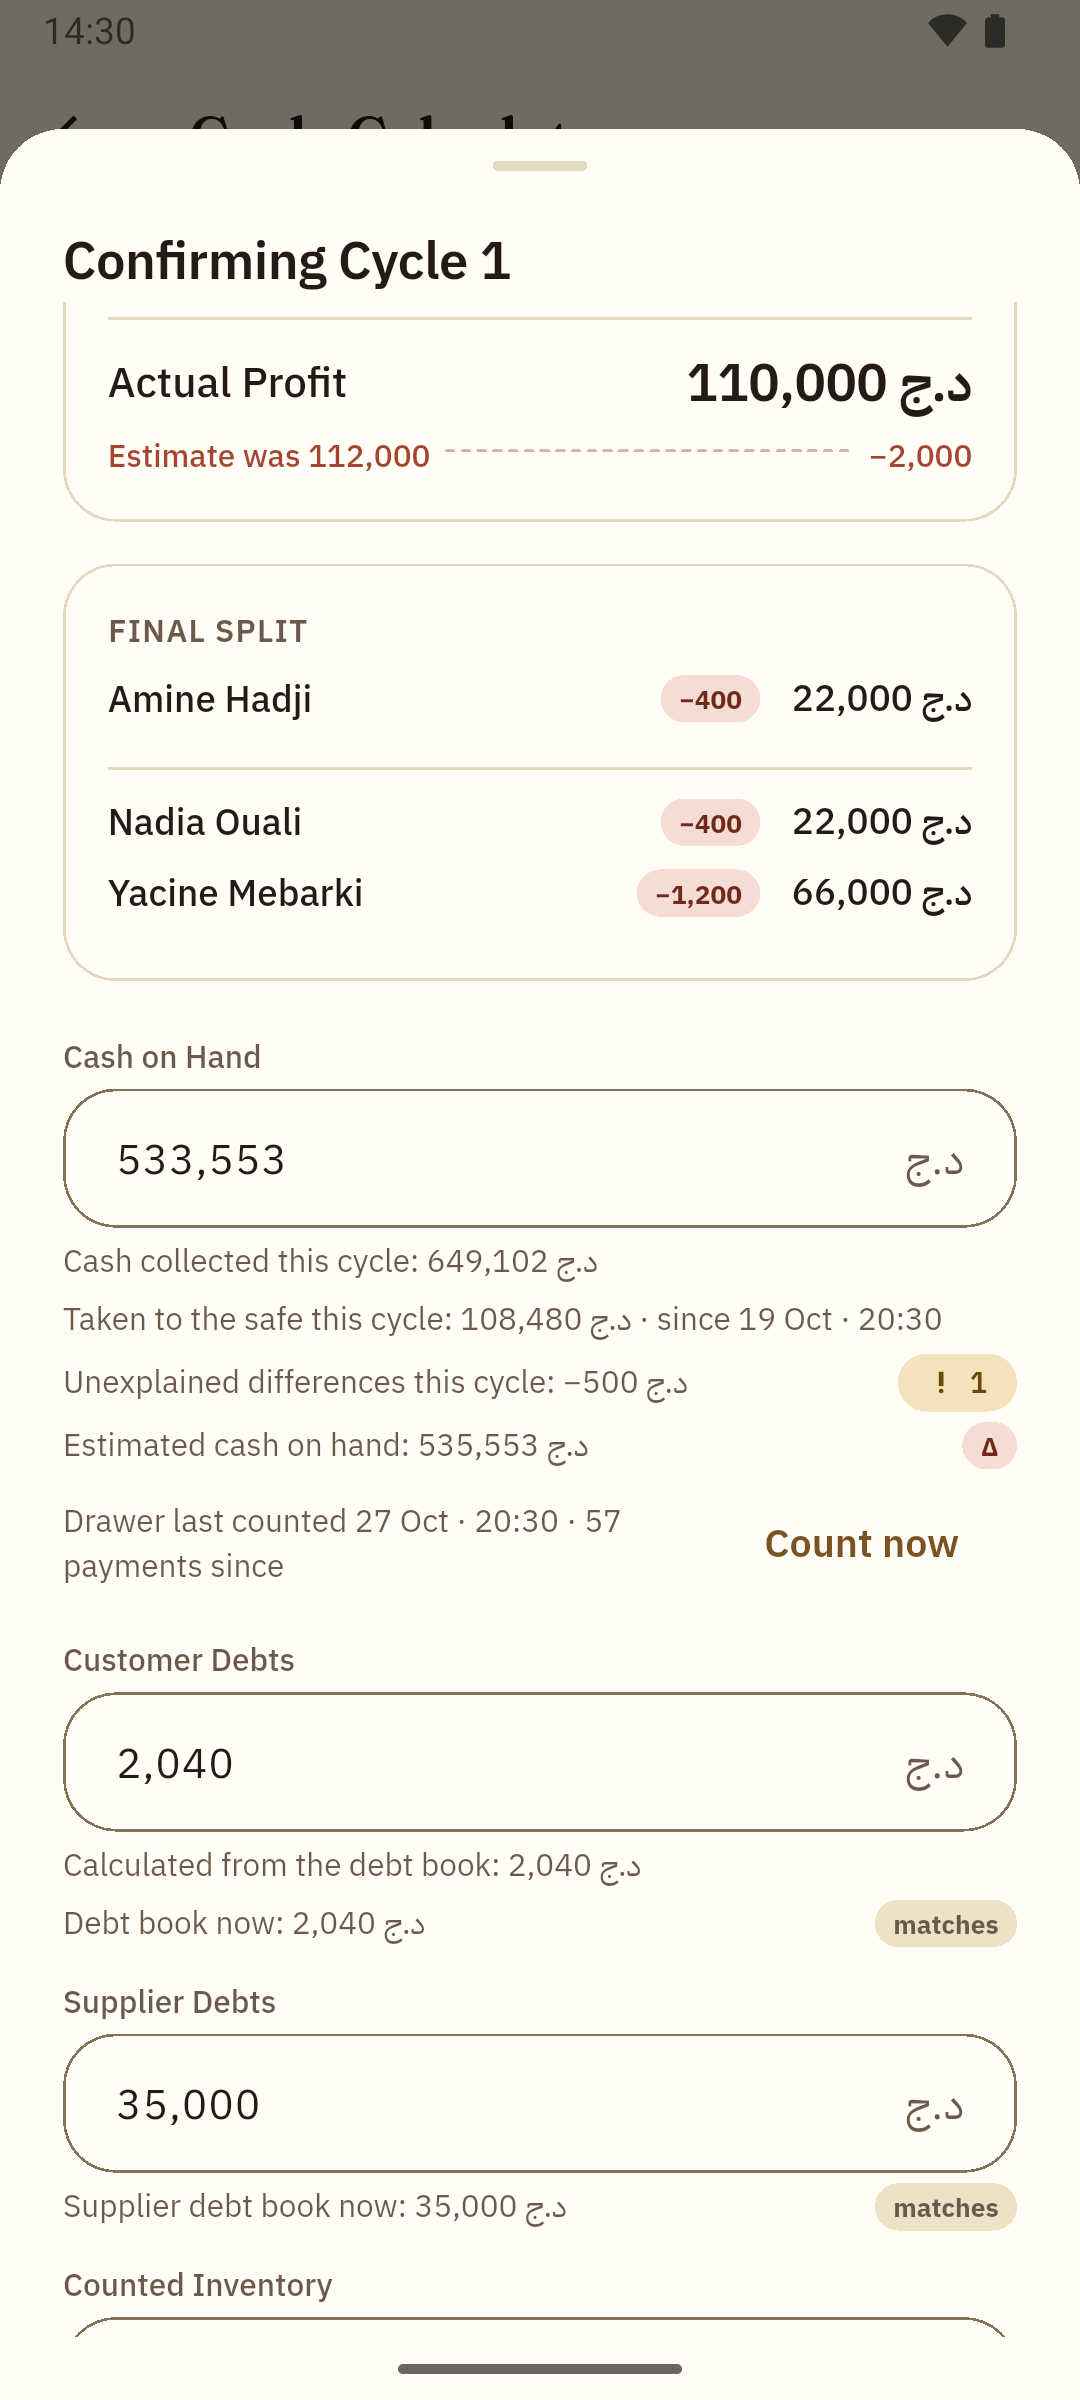 14:30
Confirming Cycle 1
Actual Profit 110,000 د.ج
Estimate was 112,000 −2,000
FINAL SPLIT
Amine Hadji −400 22,000 د.ج
Nadia Ouali −400 22,000 د.ج
Yacine Mebarki −1,200 66,000 د.ج
Cash on Hand
533,553 د.ج
Cash collected this cycle: 649,102 د.ج
Taken to the safe this cycle: 108,480 د.ج · since 19 Oct · 20:30
Unexplained differences this cycle: −500 د.ج ! 1
Estimated cash on hand: 535,553 د.ج Δ
Drawer last counted 27 Oct · 20:30 · 57
payments since
Count now
Customer Debts
2,040 د.ج
Calculated from the debt book: 2,040 د.ج
Debt book now: 2,040 د.ج matches
Supplier Debts
35,000 د.ج
Supplier debt book now: 35,000 د.ج matches
Counted Inventory